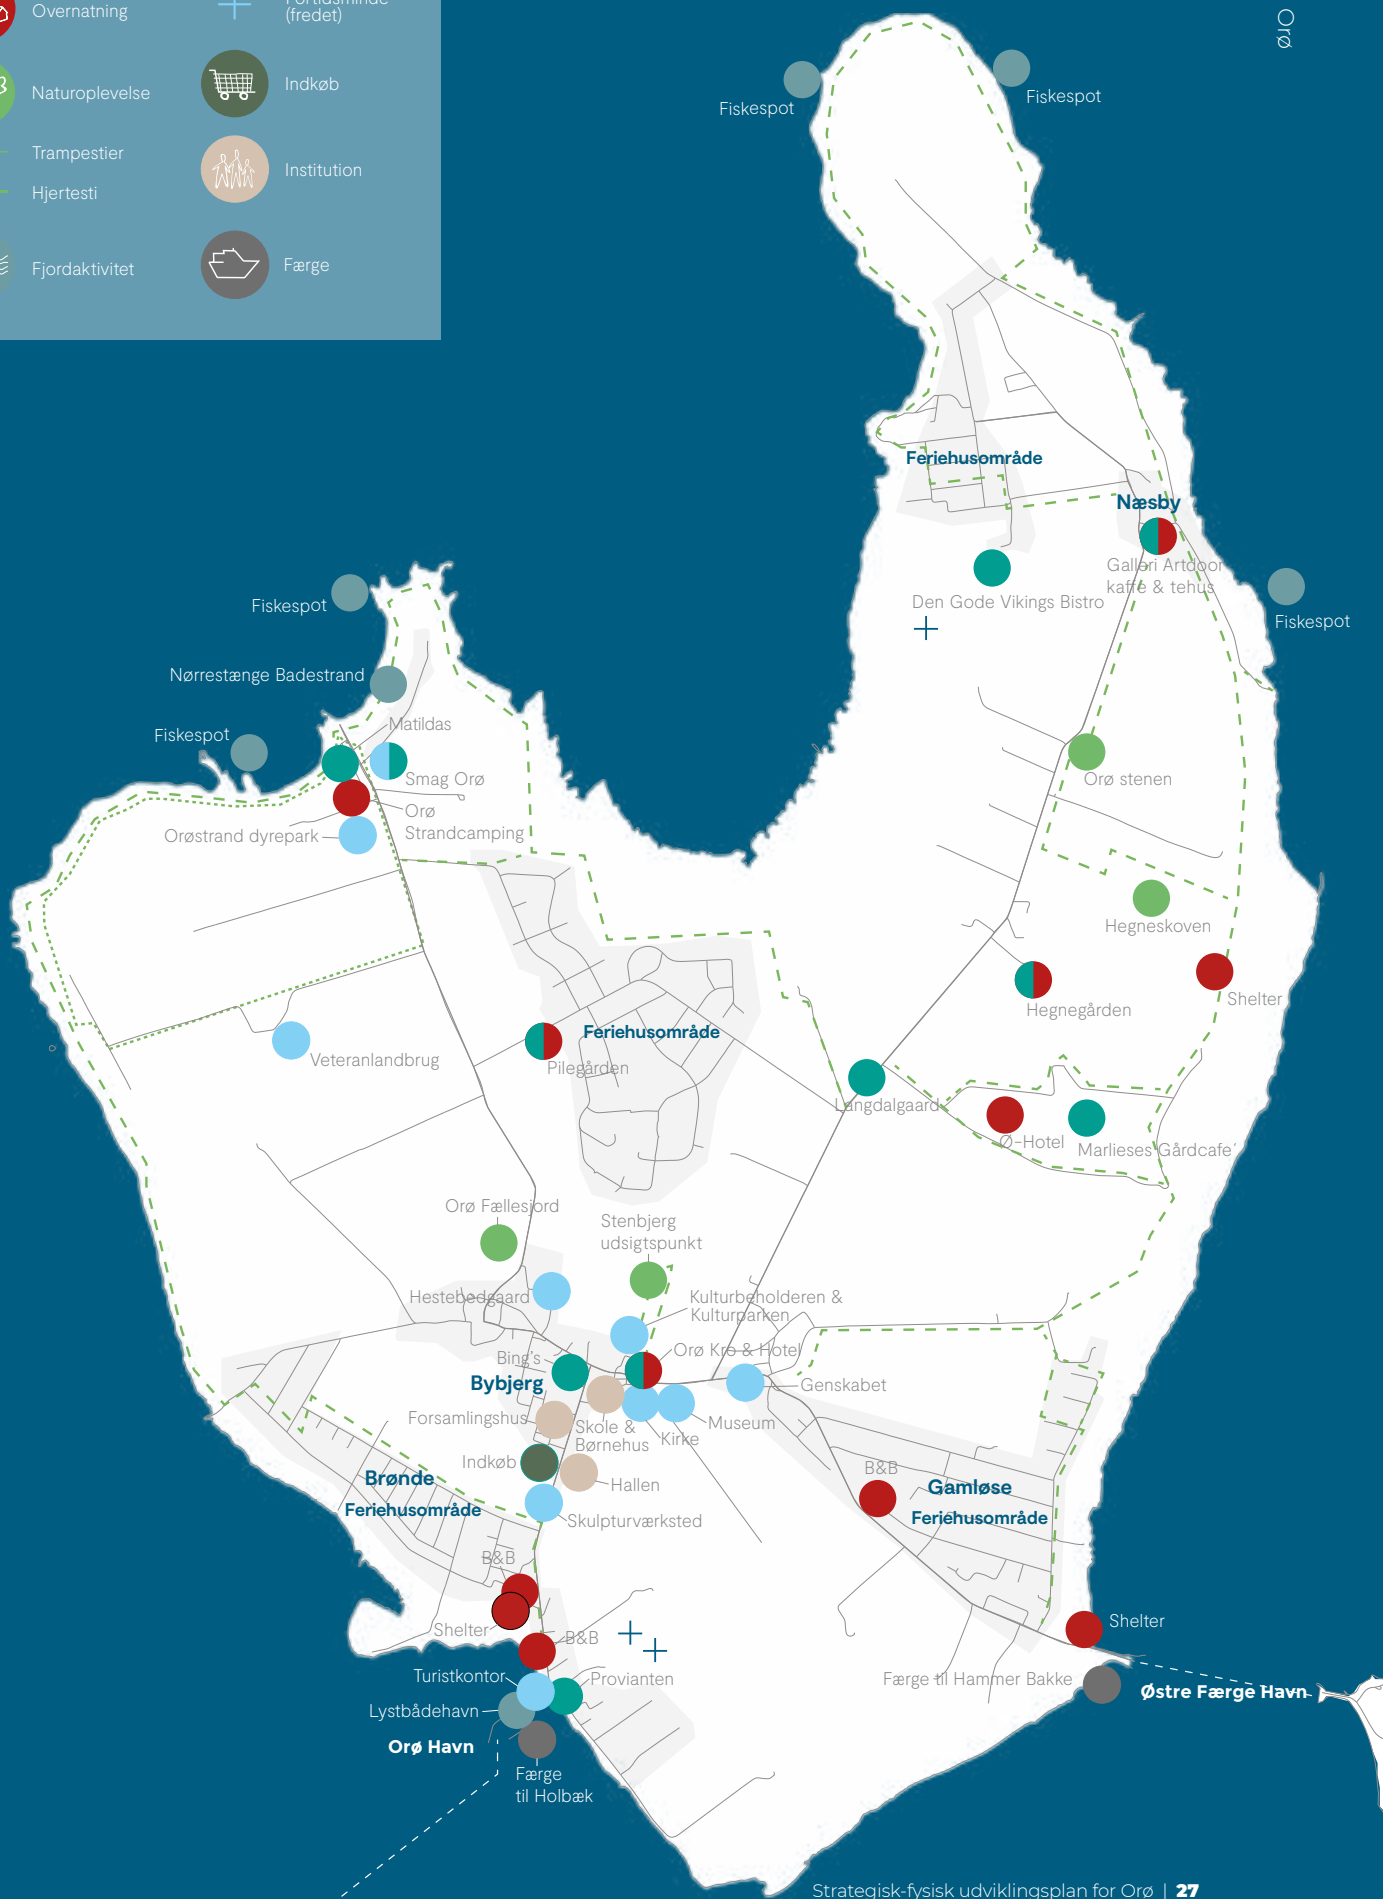 Overnatning
Fortidsminde
(fredet)
Naturoplevelse
Indkøb
Trampestier
Institution
Hjertesti
Fjordaktivitet
Færge
Orø
Fiskespot
Fiskespot
Feriehusområde
Næsby
Galleri Artdoor
kaffe & tehus
Den Gode Vikings Bistro
Fiskespot
Fiskespot
Nørrestænge Badestrand
Matildas
Fiskespot
Smag Orø
Orø
Strandcamping
Orøstrand dyrepark
Orø stenen
Hegneskoven
Shelter
Hegnegården
Veteranlandbrug
Feriehusområde
Pilegården
Langdalgaard
Ø-Hotel
Marlieses Gårdcafe'
Orø Fællesjord
Stenbjerg
udsigtspunkt
Hestebedgaard
Kulturbeholderen &
Kulturparken
Orø Kro & Hotel
Bing's
Bybjerg
Genskabet
Forsamlingshus
Skole &
Børnehus
Kirke
Museum
Indkøb
Hallen
Brønde
Feriehusområde
Skulpturværksted
B&B
Gamløse
Feriehusområde
B&B
Shelter
B&B
Shelter
Turistkontor
Provianten
Færge til Hammer Bakke
Østre Færge Havn
Lystbådehavn
Orø Havn
Færge
til Holbæk
Strategisk-fysisk udviklingsplan for Orø | 27